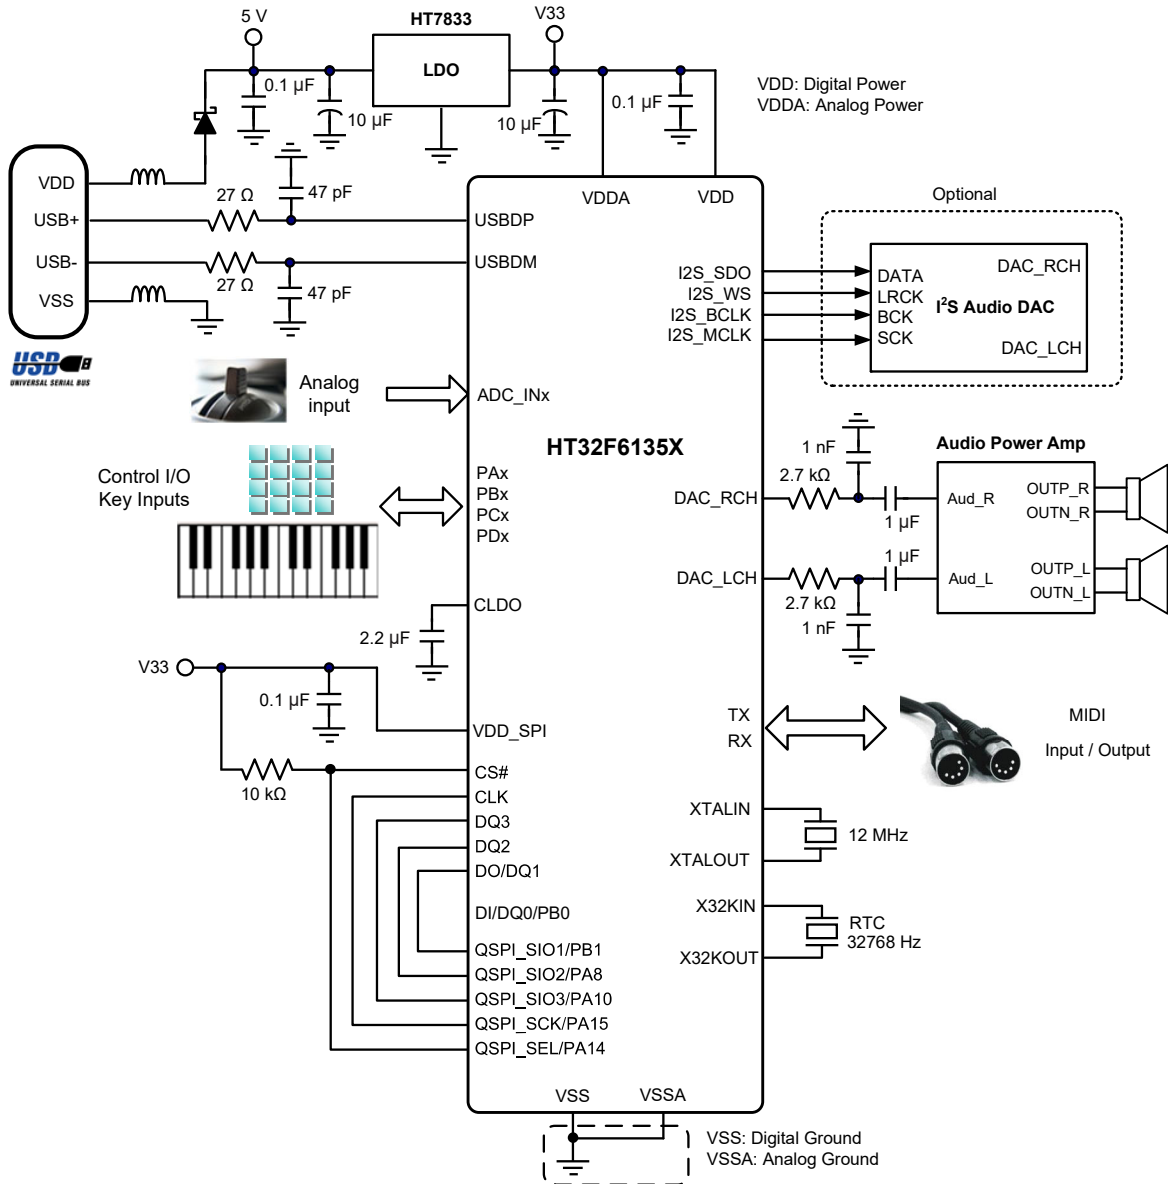 5 V
HT7833
V33
LDO
0.1 µF
10 µF
10 µF
0.1 µF
VDD: Digital Power
VDDA: Analog Power
VDD
USB+
USB-
VSS
27 Ω
47 pF
27 Ω
47 pF
USB
UNIVERSAL SERIAL BUS
VDDA
VDD
USBDP
USBDM
Optional
I2S_SDO
I2S_WS
I2S_BCLK
I2S_MCLK
DATA
LRCK
BCK
SCK
DAC_RCH
I²S Audio DAC
DAC_LCH
Analog
input
ADC_INx
HT32F6135X
Control I/O
Key Inputs
PAx
PBx
PCx
PDx
1 nF
2.7 kΩ
DAC_RCH
1 µF
Audio Power Amp
Aud_R
OUTP_R
OUTN_R
1 µF
DAC_LCH
2.7 kΩ
1 nF
Aud_L
OUTP_L
OUTN_L
CLDO
2.2 µF
V33
0.1 µF
VDD_SPI
10 kΩ
CS#
CLK
DQ3
DQ2
DO/DQ1
DI/DQ0/PB0
QSPI_SIO1/PB1
QSPI_SIO2/PA8
QSPI_SIO3/PA10
QSPI_SCK/PA15
QSPI_SEL/PA14
TX
RX
MIDI
Input / Output
XTALIN
12 MHz
XTALOUT
X32KIN
RTC
32768 Hz
X32KOUT
VSS
VSSA
VSS: Digital Ground
VSSA: Analog Ground